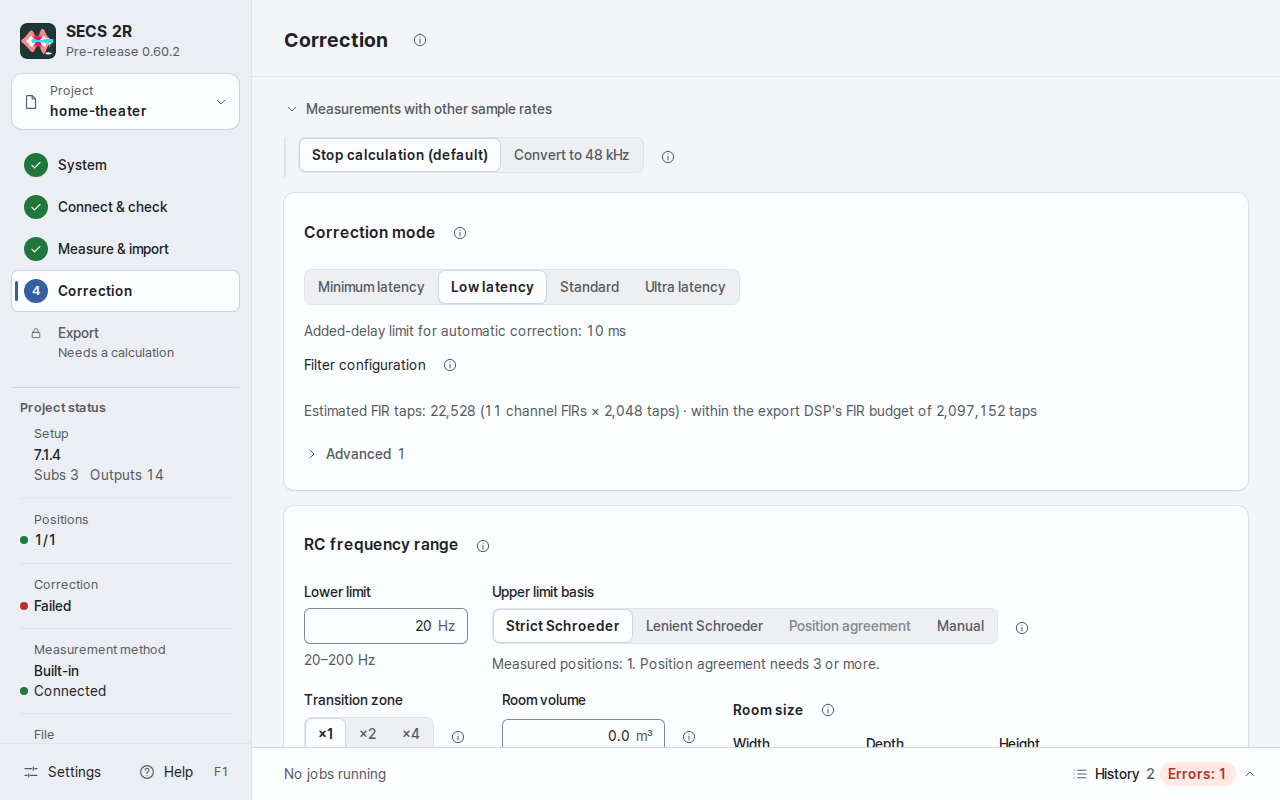 SECS 2R
Pre-release 0.60.2
Project
home-theater
System
Connect & check
Measure & import
4 Correction
Export
Needs a calculation
Project status
Setup
7.1.4
Subs 3 Outputs 14
Positions
1/1
Correction
Failed
Measurement method
Built-in
Connected
File
Settings Help F1
Correction
Measurements with other sample rates
Stop calculation (default) Convert to 48 kHz
Correction mode
Minimum latency Low latency Standard Ultra latency
Added-delay limit for automatic correction: 10 ms
Filter configuration
Estimated FIR taps: 22,528 (11 channel FIRs × 2,048 taps) · within the export DSP's FIR budget of 2,097,152 taps
Advanced 1
RC frequency range
Lower limit Upper limit basis
20 Hz Strict Schroeder Lenient Schroeder Position agreement Manual
20–200 Hz Measured positions: 1. Position agreement needs 3 or more.
Transition zone Room volume Room size
×1 ×2 ×4 0.0 m³ Width Depth Height
No jobs running History 2 Errors: 1